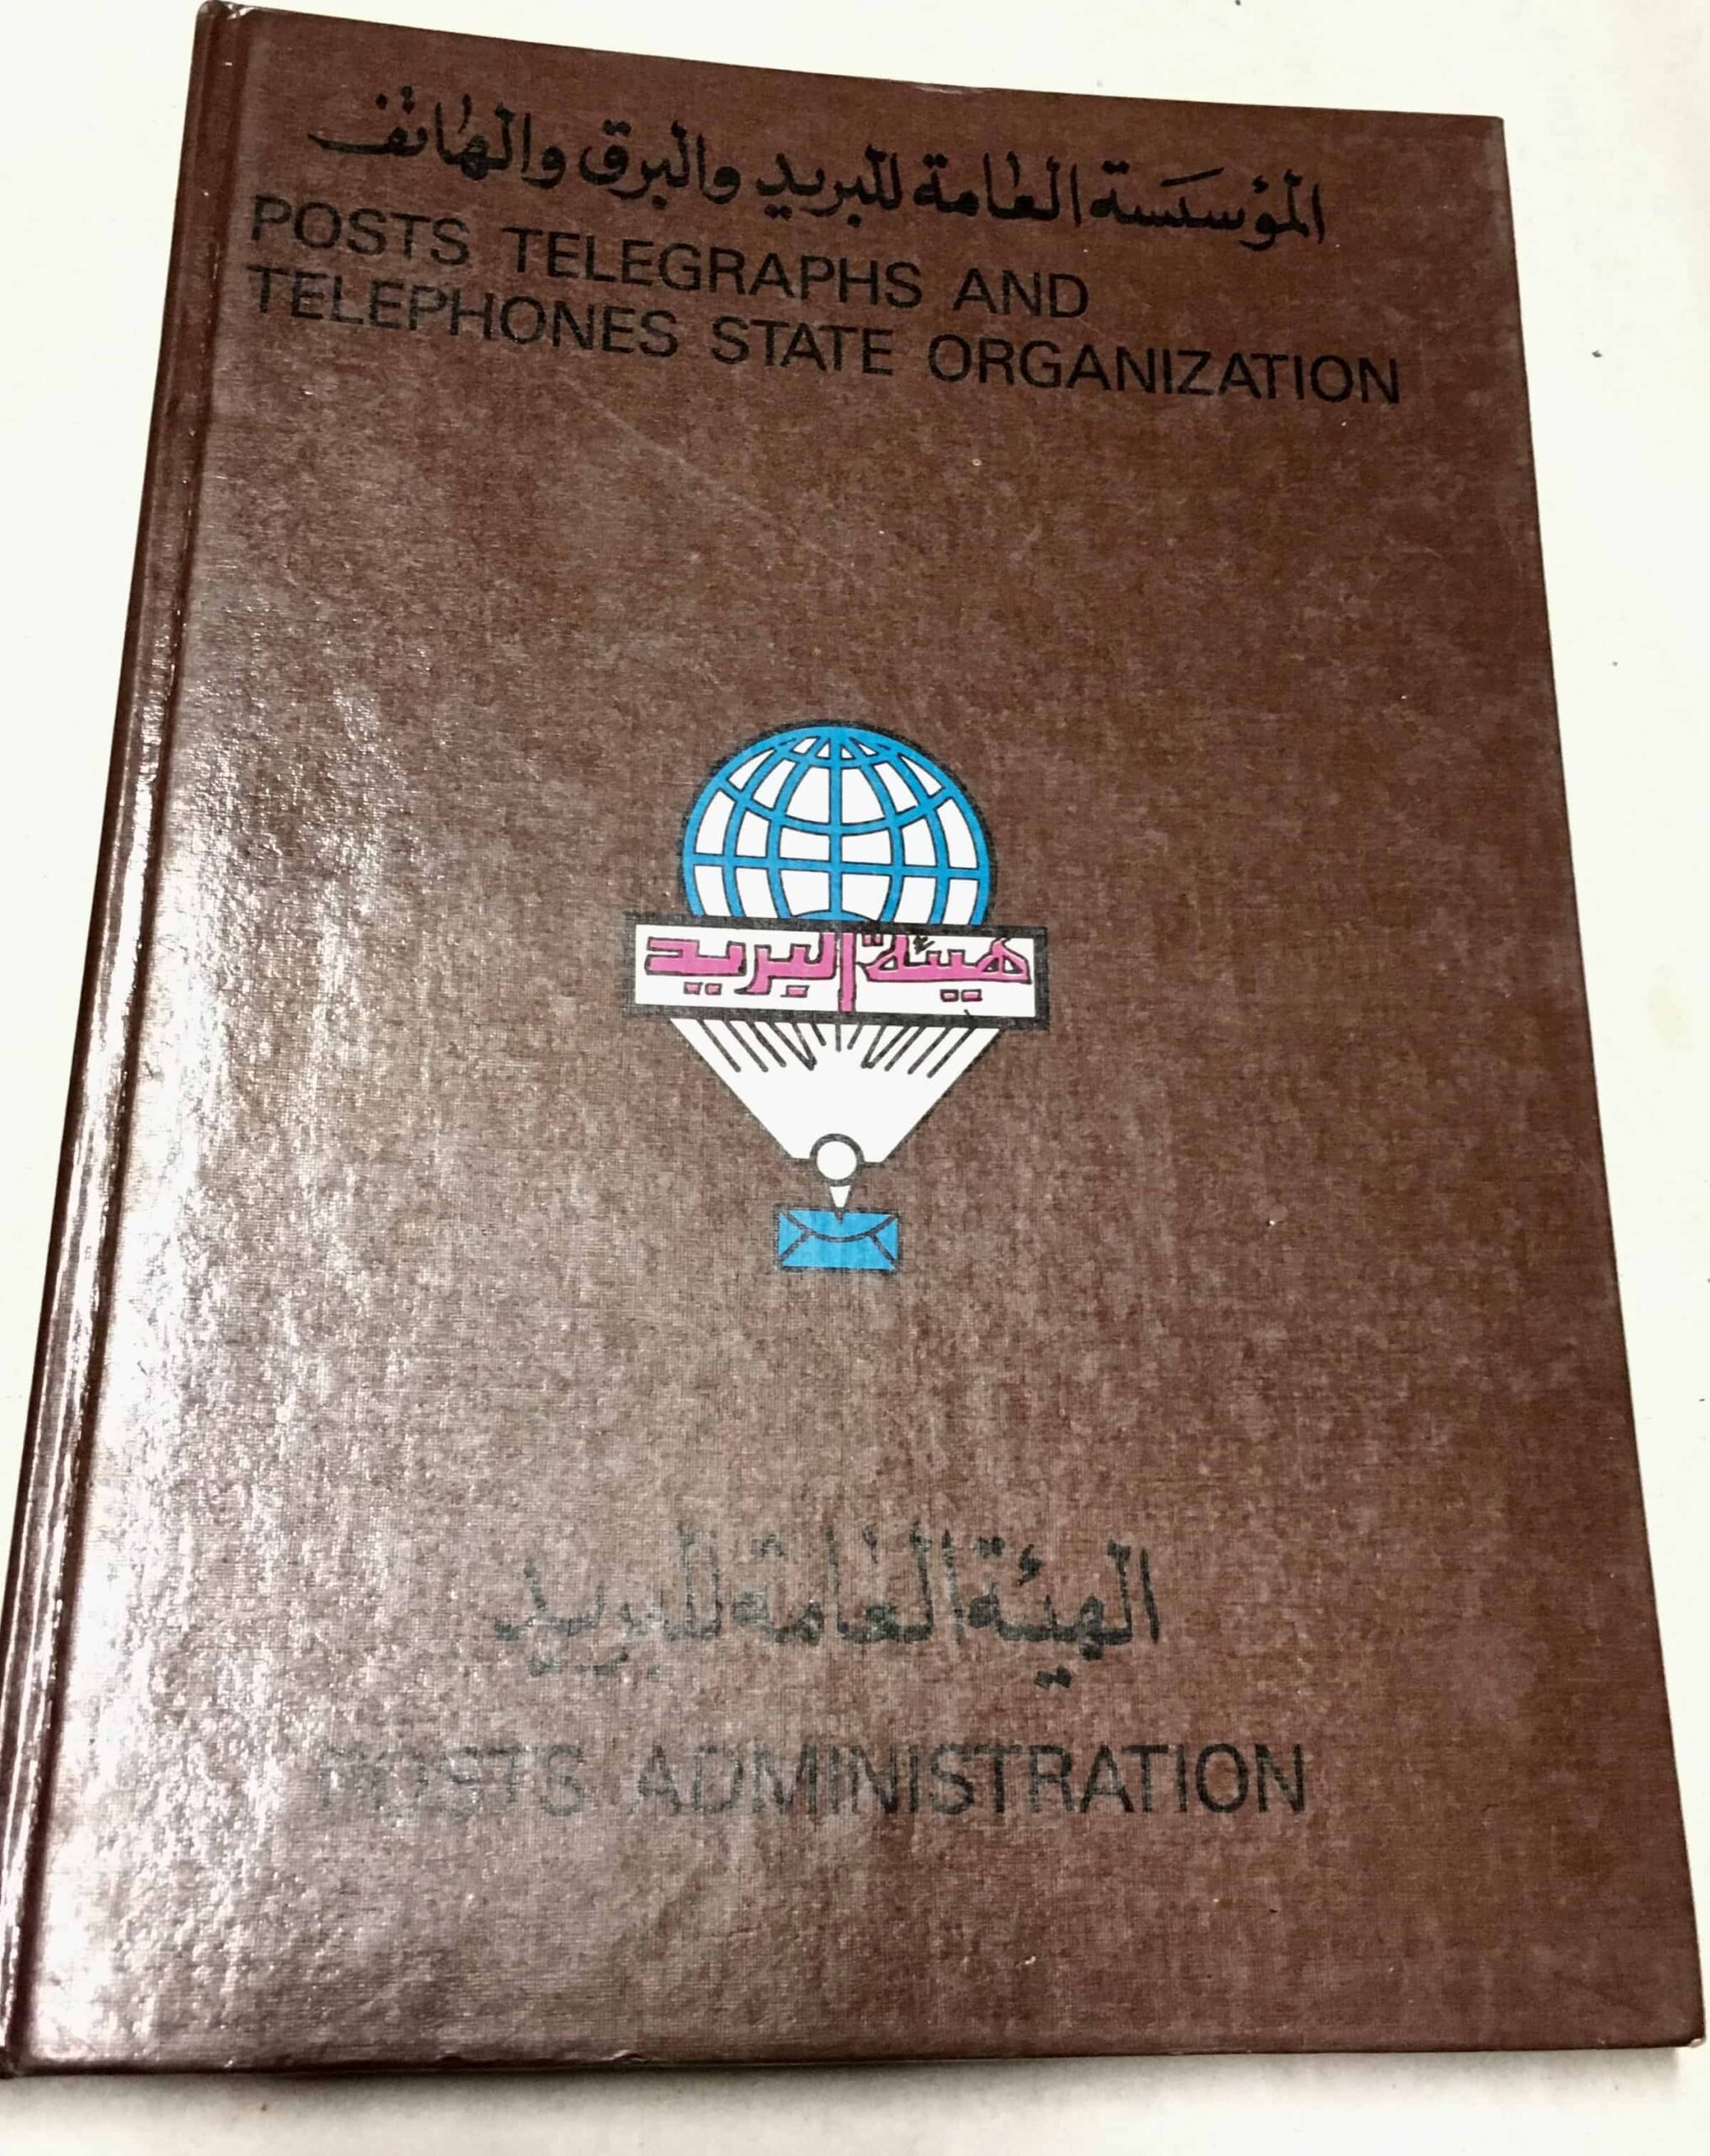 المؤسسة العامة للبريد والبرق والهاتف
POSTS TELEGRAPHS AND
TELEPHONES STATE ORGANIZATION
هيئة البريد
الهيئة العامة للبريد
POSTS ADMINISTRATION